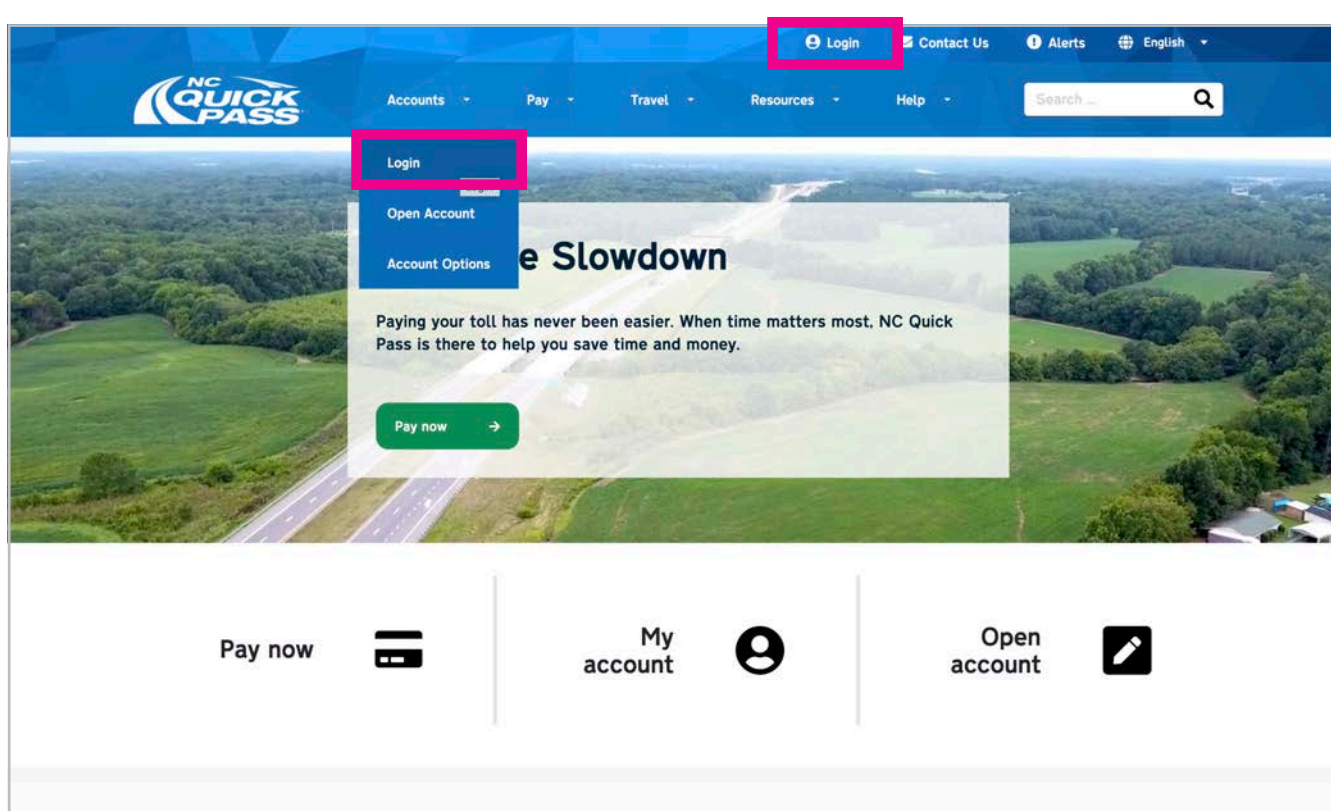 Login
Contact Us
Alerts
English
NC
QUICK
PASS
Accounts
Pay
Travel
Resources
Help
Search ...
Login
Open Account
Account Options
e Slowdown
Paying your toll has never been easier. When time matters most, NC Quick
Pass is there to help you save time and money.
Pay now
Pay now
My
account
Open
account